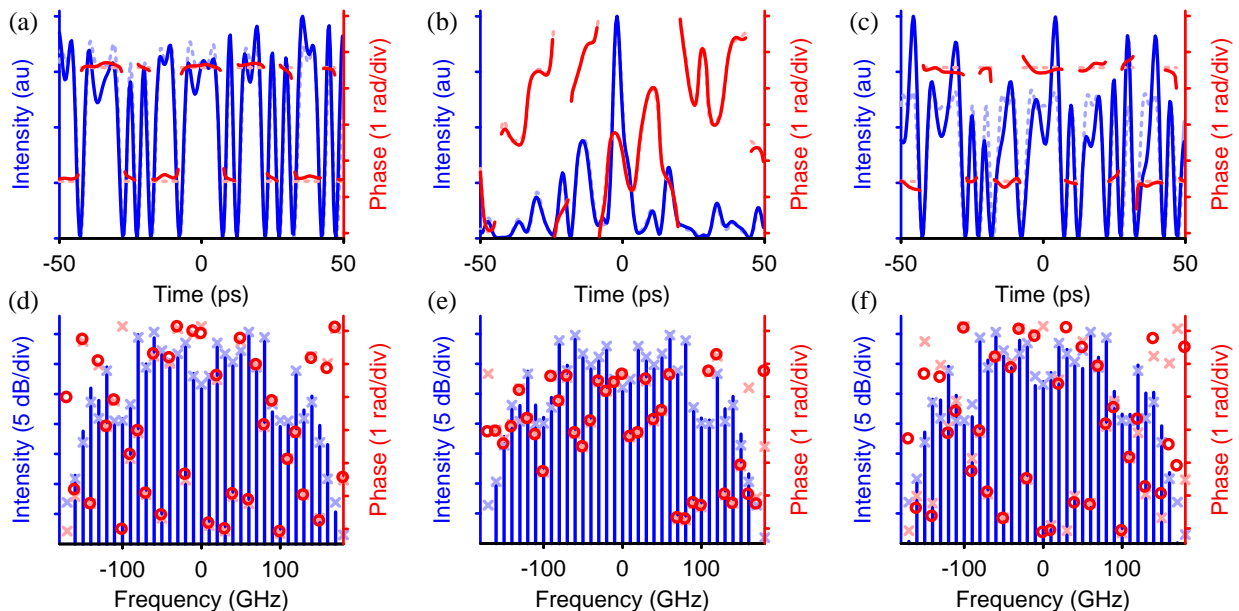 (a)
Intensity (au)
Phase (1 rad/div)
-50
0
50
Time (ps)
(b)
Intensity (au)
Phase (1 rad/div)
-50
0
50
Time (ps)
(c)
Intensity (au)
Phase (1 rad/div)
-50
0
50
Time (ps)
(d)
Intensity (5 dB/div)
Phase (1 rad/div)
-100
0
100
Frequency (GHz)
(e)
Intensity (5 dB/div)
Phase (1 rad/div)
-100
0
100
Frequency (GHz)
(f)
Intensity (5 dB/div)
Phase (1 rad/div)
-100
0
100
Frequency (GHz)